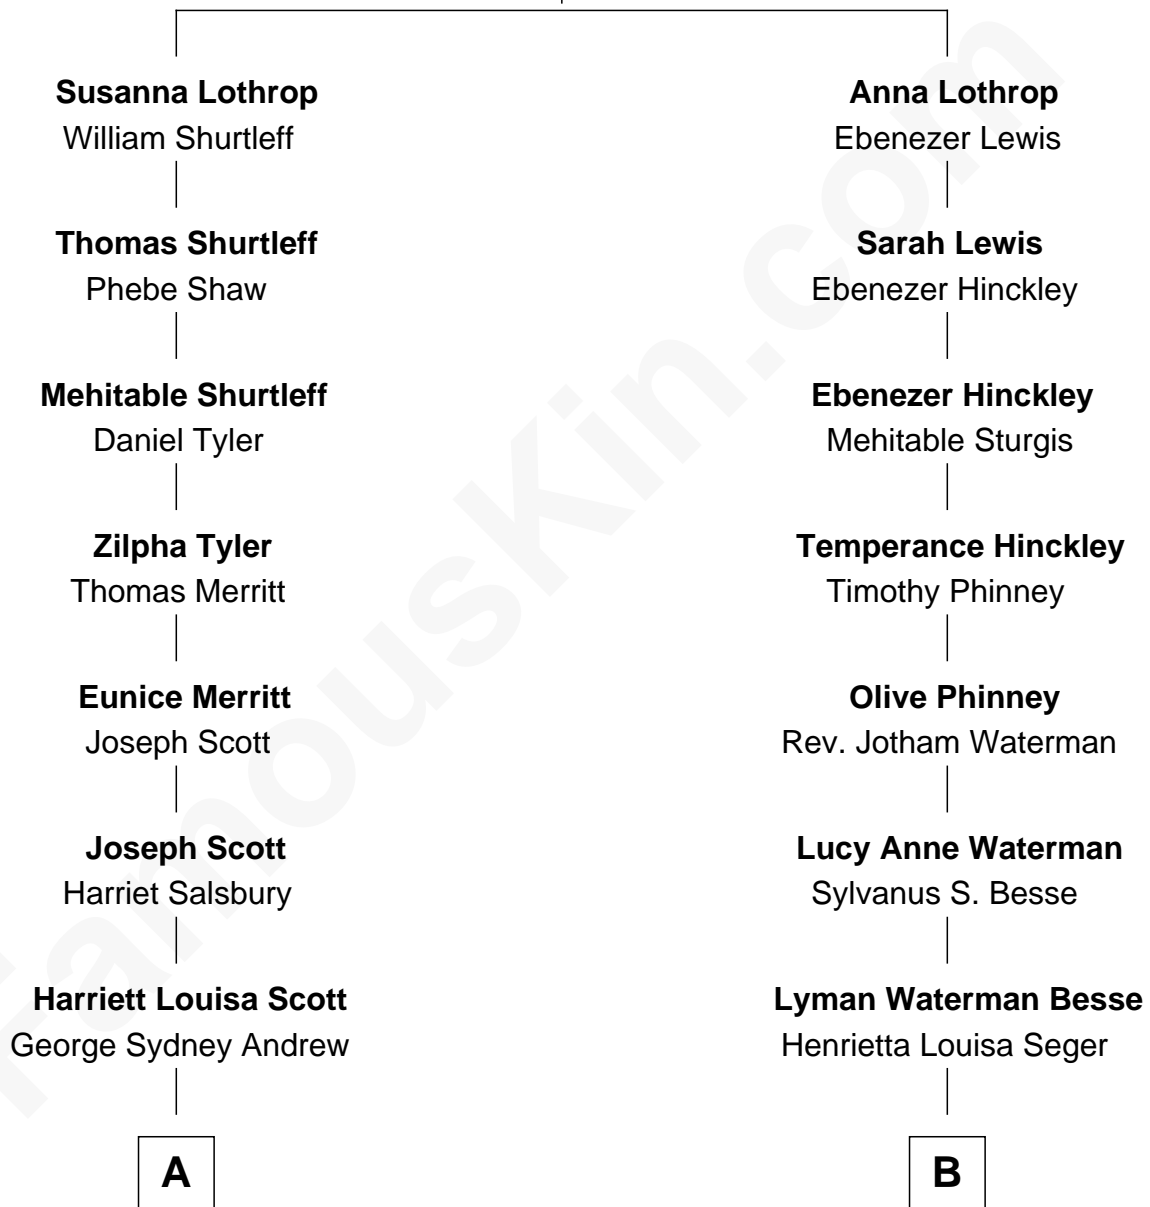 Susanna Lothrop
William Shurtleff
Thomas Shurtleff
Phebe Shaw
Mehitable Shurtleff
Daniel Tyler
Zilpha Tyler
Thomas Merritt
Eunice Merritt
Joseph Scott
Joseph Scott
Harriet Salsbury
Harriett Louisa Scott
George Sydney Andrew
A
Anna Lothrop
Ebenezer Lewis
Sarah Lewis
Ebenezer Hinckley
Ebenezer Hinckley
Mehitable Sturgis
Temperance Hinckley
Timothy Phinney
Olive Phinney
Rev. Jotham Waterman
Lucy Anne Waterman
Sylvanus S. Besse
Lyman Waterman Besse
Henrietta Louisa Seger
B
FamousKin.com